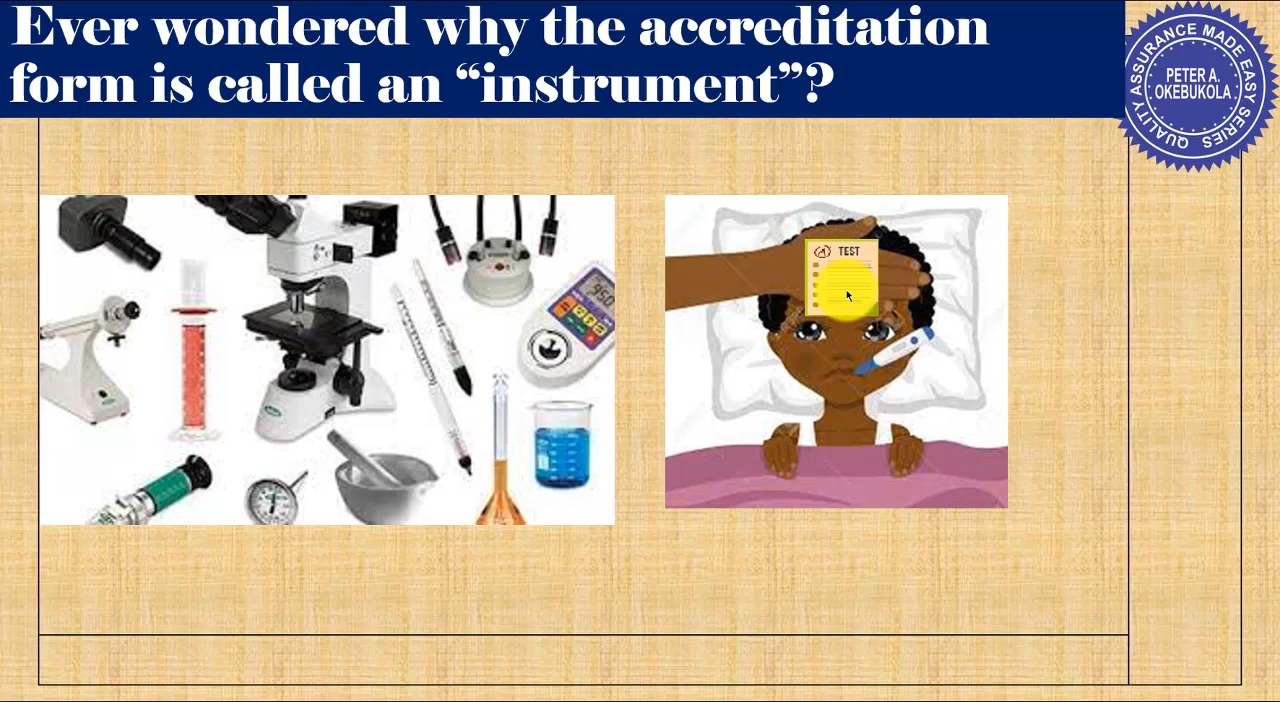 Ever wondered why the accreditation
form is called an “instrument”?
QUALITY ASSURANCE MADE EASY SERIES
PETER A.
OKEBUKOLA
TEST